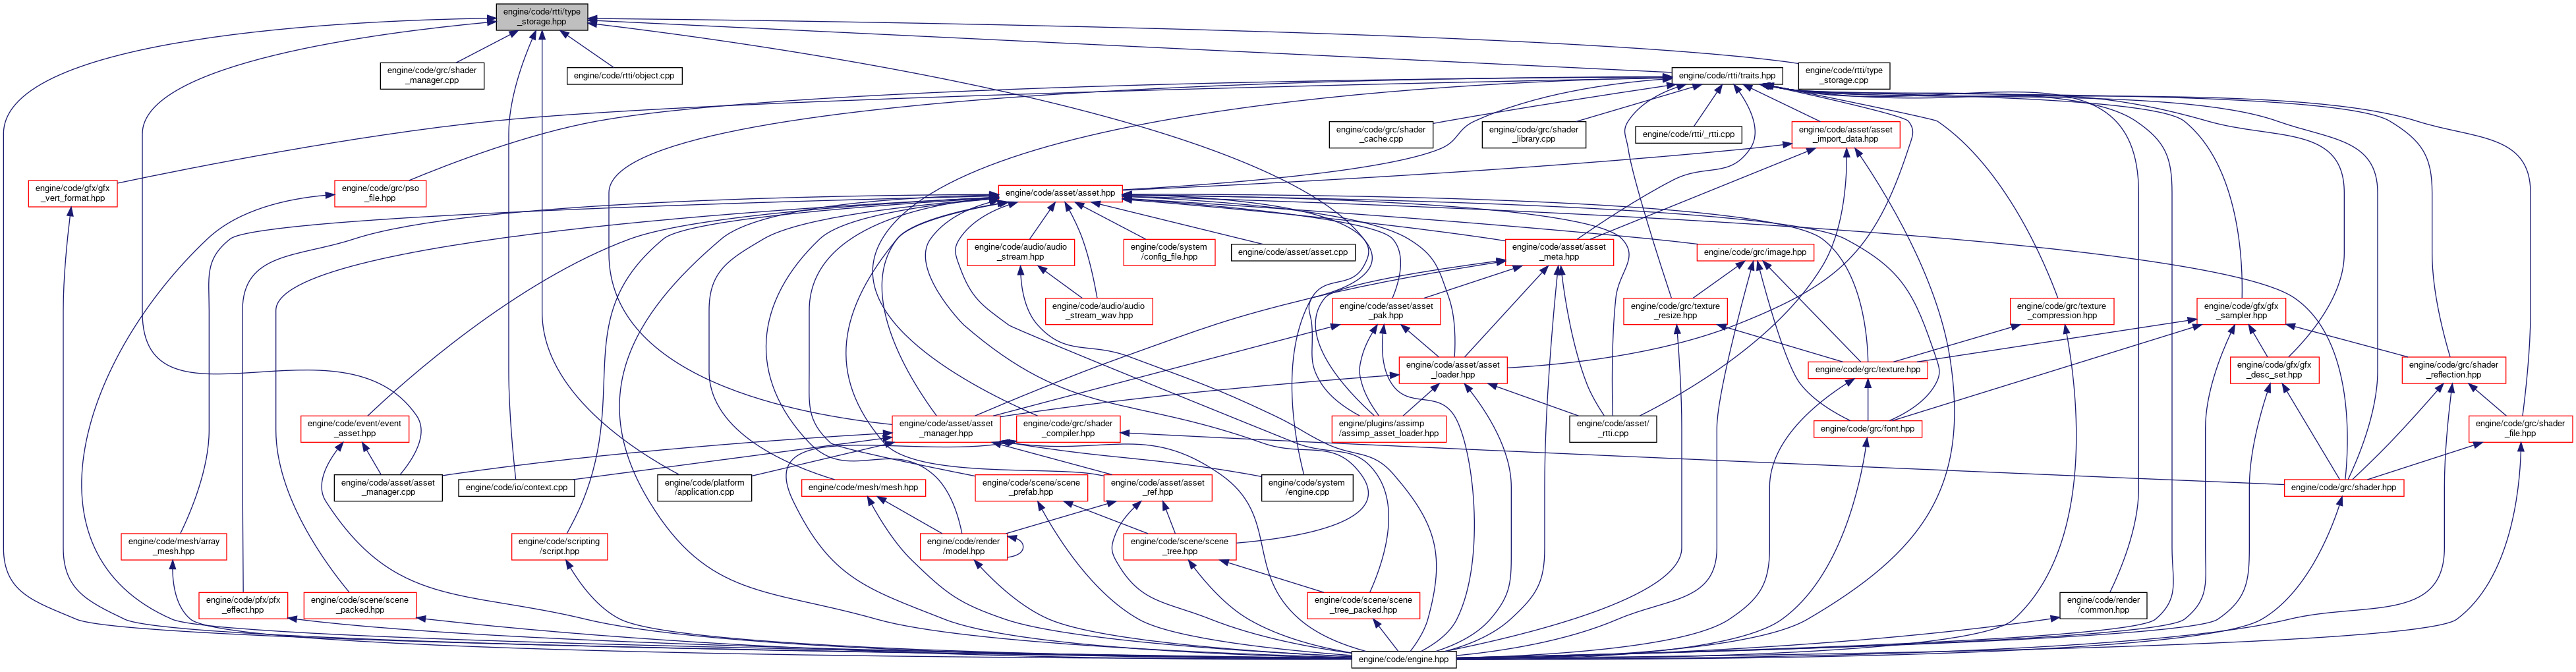 engine/code/rtti/type
_storage.hpp
engine/code/grc/shader
_manager.cpp
engine/code/rtti/object.cpp
engine/code/rtti/traits.hpp
engine/code/rtti/type
_storage.cpp
engine/code/grc/shader
_cache.cpp
engine/code/grc/shader
_library.cpp
engine/code/rtti/_rtti.cpp
engine/code/asset/asset
_import_data.hpp
engine/code/gfx/gfx
_vert_format.hpp
engine/code/grc/pso
_file.hpp
engine/code/asset/asset.hpp
engine/code/audio/audio
_stream.hpp
engine/code/system
/config_file.hpp
engine/code/asset/asset.cpp
engine/code/asset/asset
_meta.hpp
engine/code/grc/image.hpp
engine/code/audio/audio
_stream_wav.hpp
engine/code/asset/asset
_pak.hpp
engine/code/grc/texture
_resize.hpp
engine/code/grc/texture
_compression.hpp
engine/code/gfx/gfx
_sampler.hpp
engine/code/asset/asset
_loader.hpp
engine/code/grc/texture.hpp
engine/code/gfx/gfx
_desc_set.hpp
engine/code/grc/shader
_reflection.hpp
engine/code/event/event
_asset.hpp
engine/code/asset/asset
_manager.hpp
engine/code/grc/shader
_compiler.hpp
engine/plugins/assimp
/assimp_asset_loader.hpp
engine/code/asset/
_rtti.cpp
engine/code/grc/font.hpp
engine/code/grc/shader
_file.hpp
engine/code/asset/asset
_manager.cpp
engine/code/io/context.cpp
engine/code/platform
/application.cpp
engine/code/mesh/mesh.hpp
engine/code/scene/scene
_prefab.hpp
engine/code/asset/asset
_ref.hpp
engine/code/system
/engine.cpp
engine/code/grc/shader.hpp
engine/code/mesh/array
_mesh.hpp
engine/code/scripting
/script.hpp
engine/code/render
/model.hpp
engine/code/scene/scene
_tree.hpp
engine/code/pfx/pfx
_effect.hpp
engine/code/scene/scene
_packed.hpp
engine/code/scene/scene
_tree_packed.hpp
engine/code/render
/common.hpp
engine/code/engine.hpp